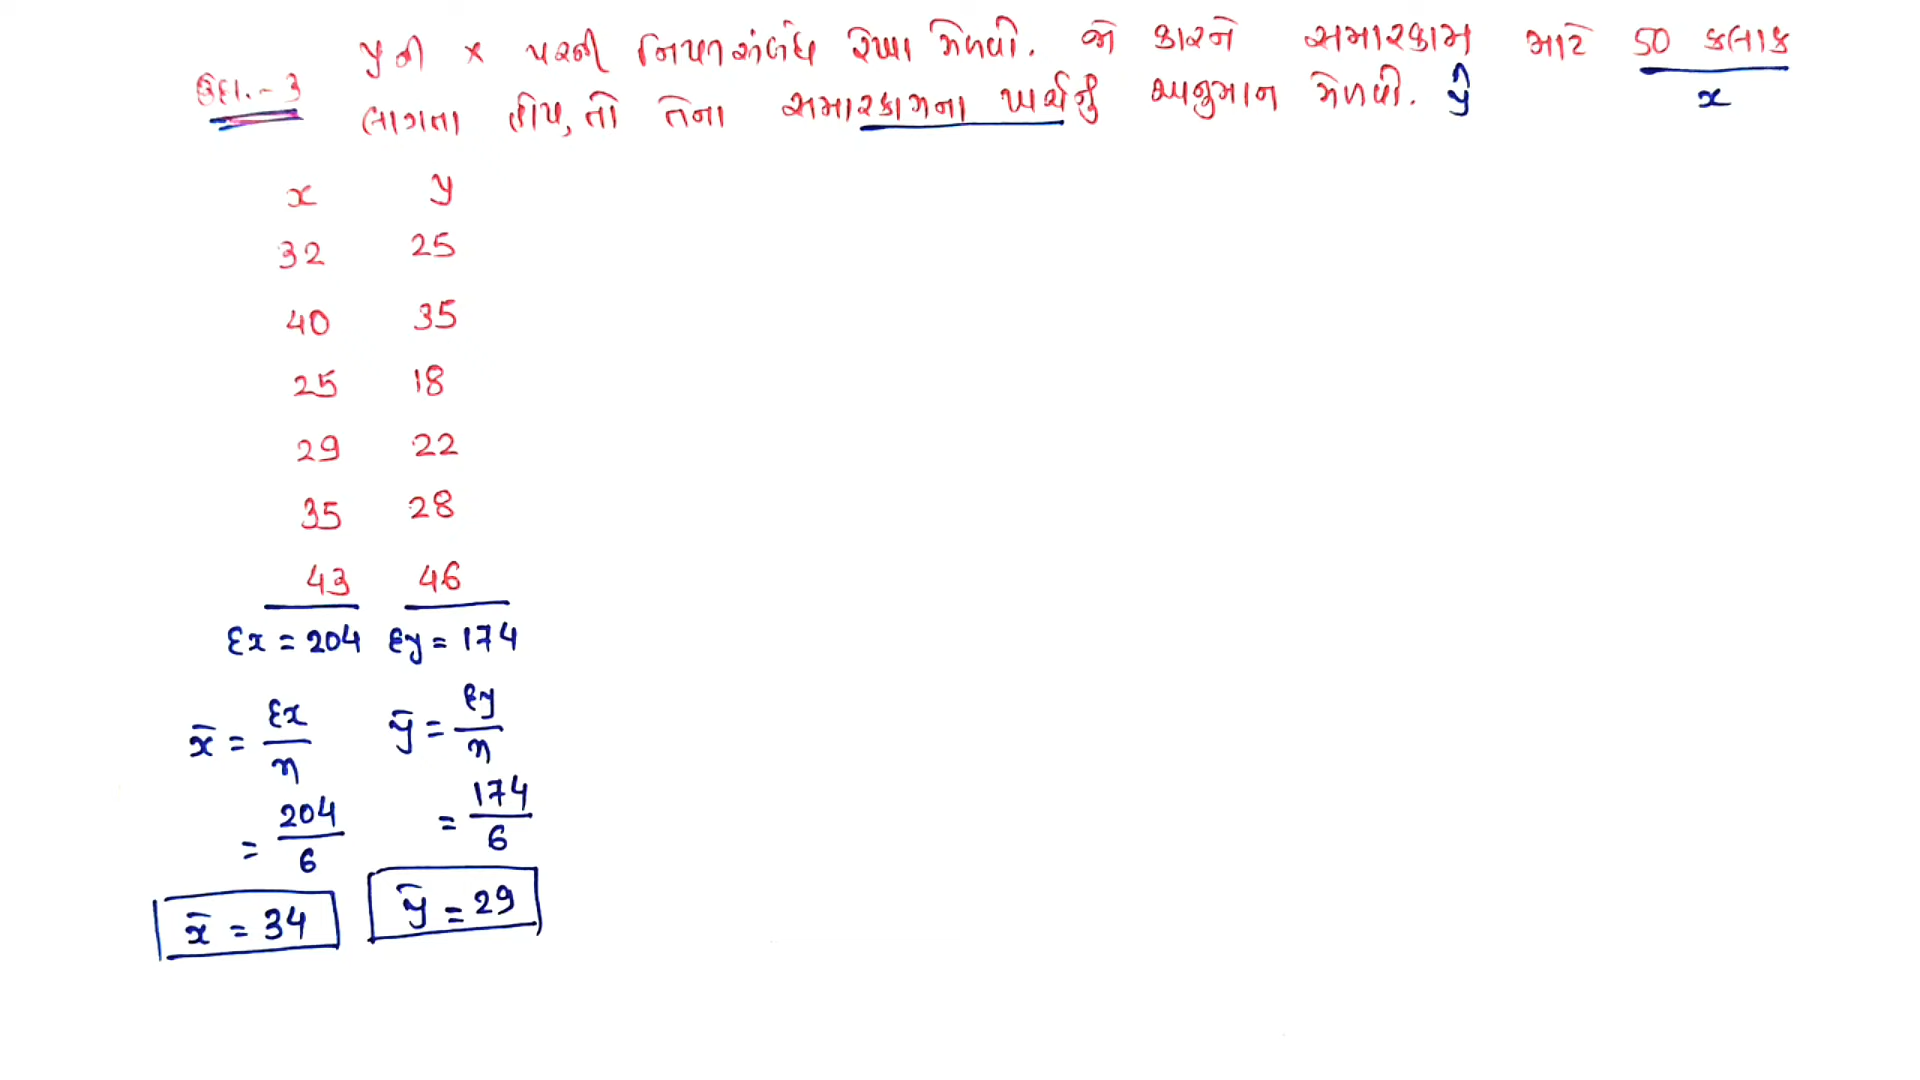 ઉદા.-3
yની x પરની નિયતસંબંધ રેખા મેળવો. જો કારને સમારકામ માટે 50 કલાક
લાગતા હોય, તો તેના સમારકામના ખર્ચનું અનુમાન મેળવો. ŷ x
x y
32 25
40 35
25 18
29 22
35 28
43 46
Σx = 204 Σy = 174
x̄ = Σx/n ȳ = Σy/n
= 204/6 = 174/6
x̄ = 34 ȳ = 29